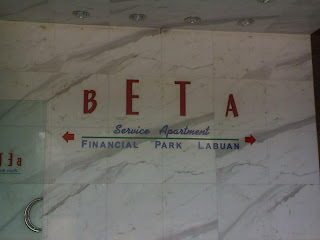 BETA
Service Apartment
FINANCIAL PARK LABUAN